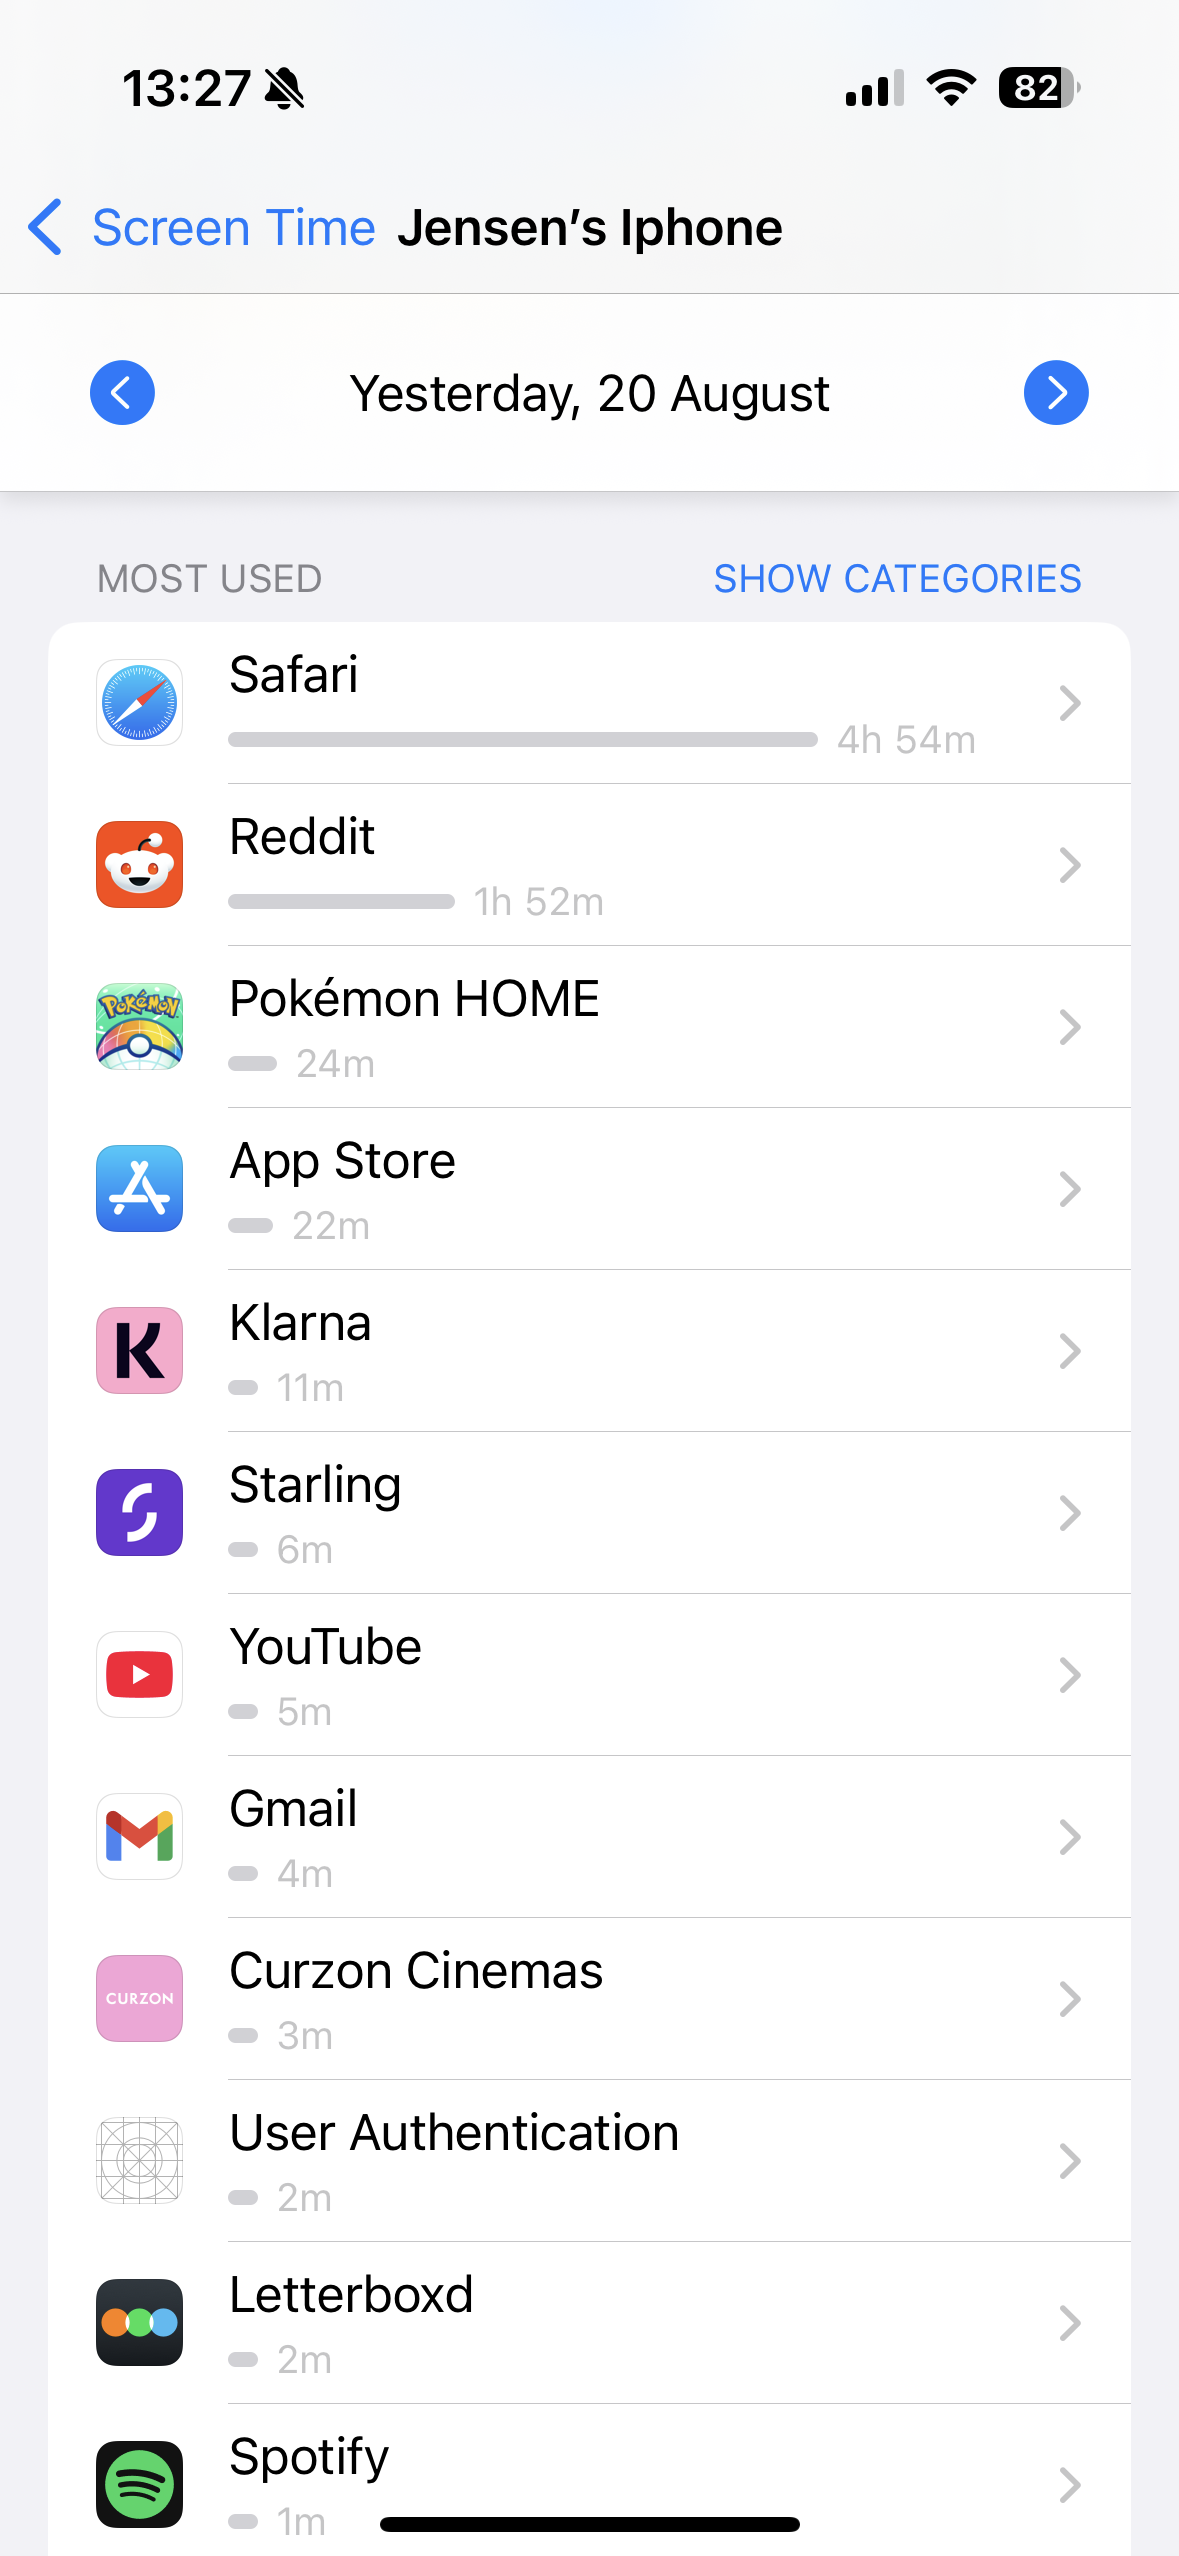 13:27
82
Screen Time Jensen’s Iphone
Yesterday, 20 August
MOST USED SHOW CATEGORIES
Safari
4h 54m
Reddit
1h 52m
POKéMON
Pokémon HOME
24m
App Store
22m
K
Klarna
11m
Starling
6m
YouTube
5m
Gmail
4m
CURZON
Curzon Cinemas
3m
User Authentication
2m
Letterboxd
2m
Spotify
1m